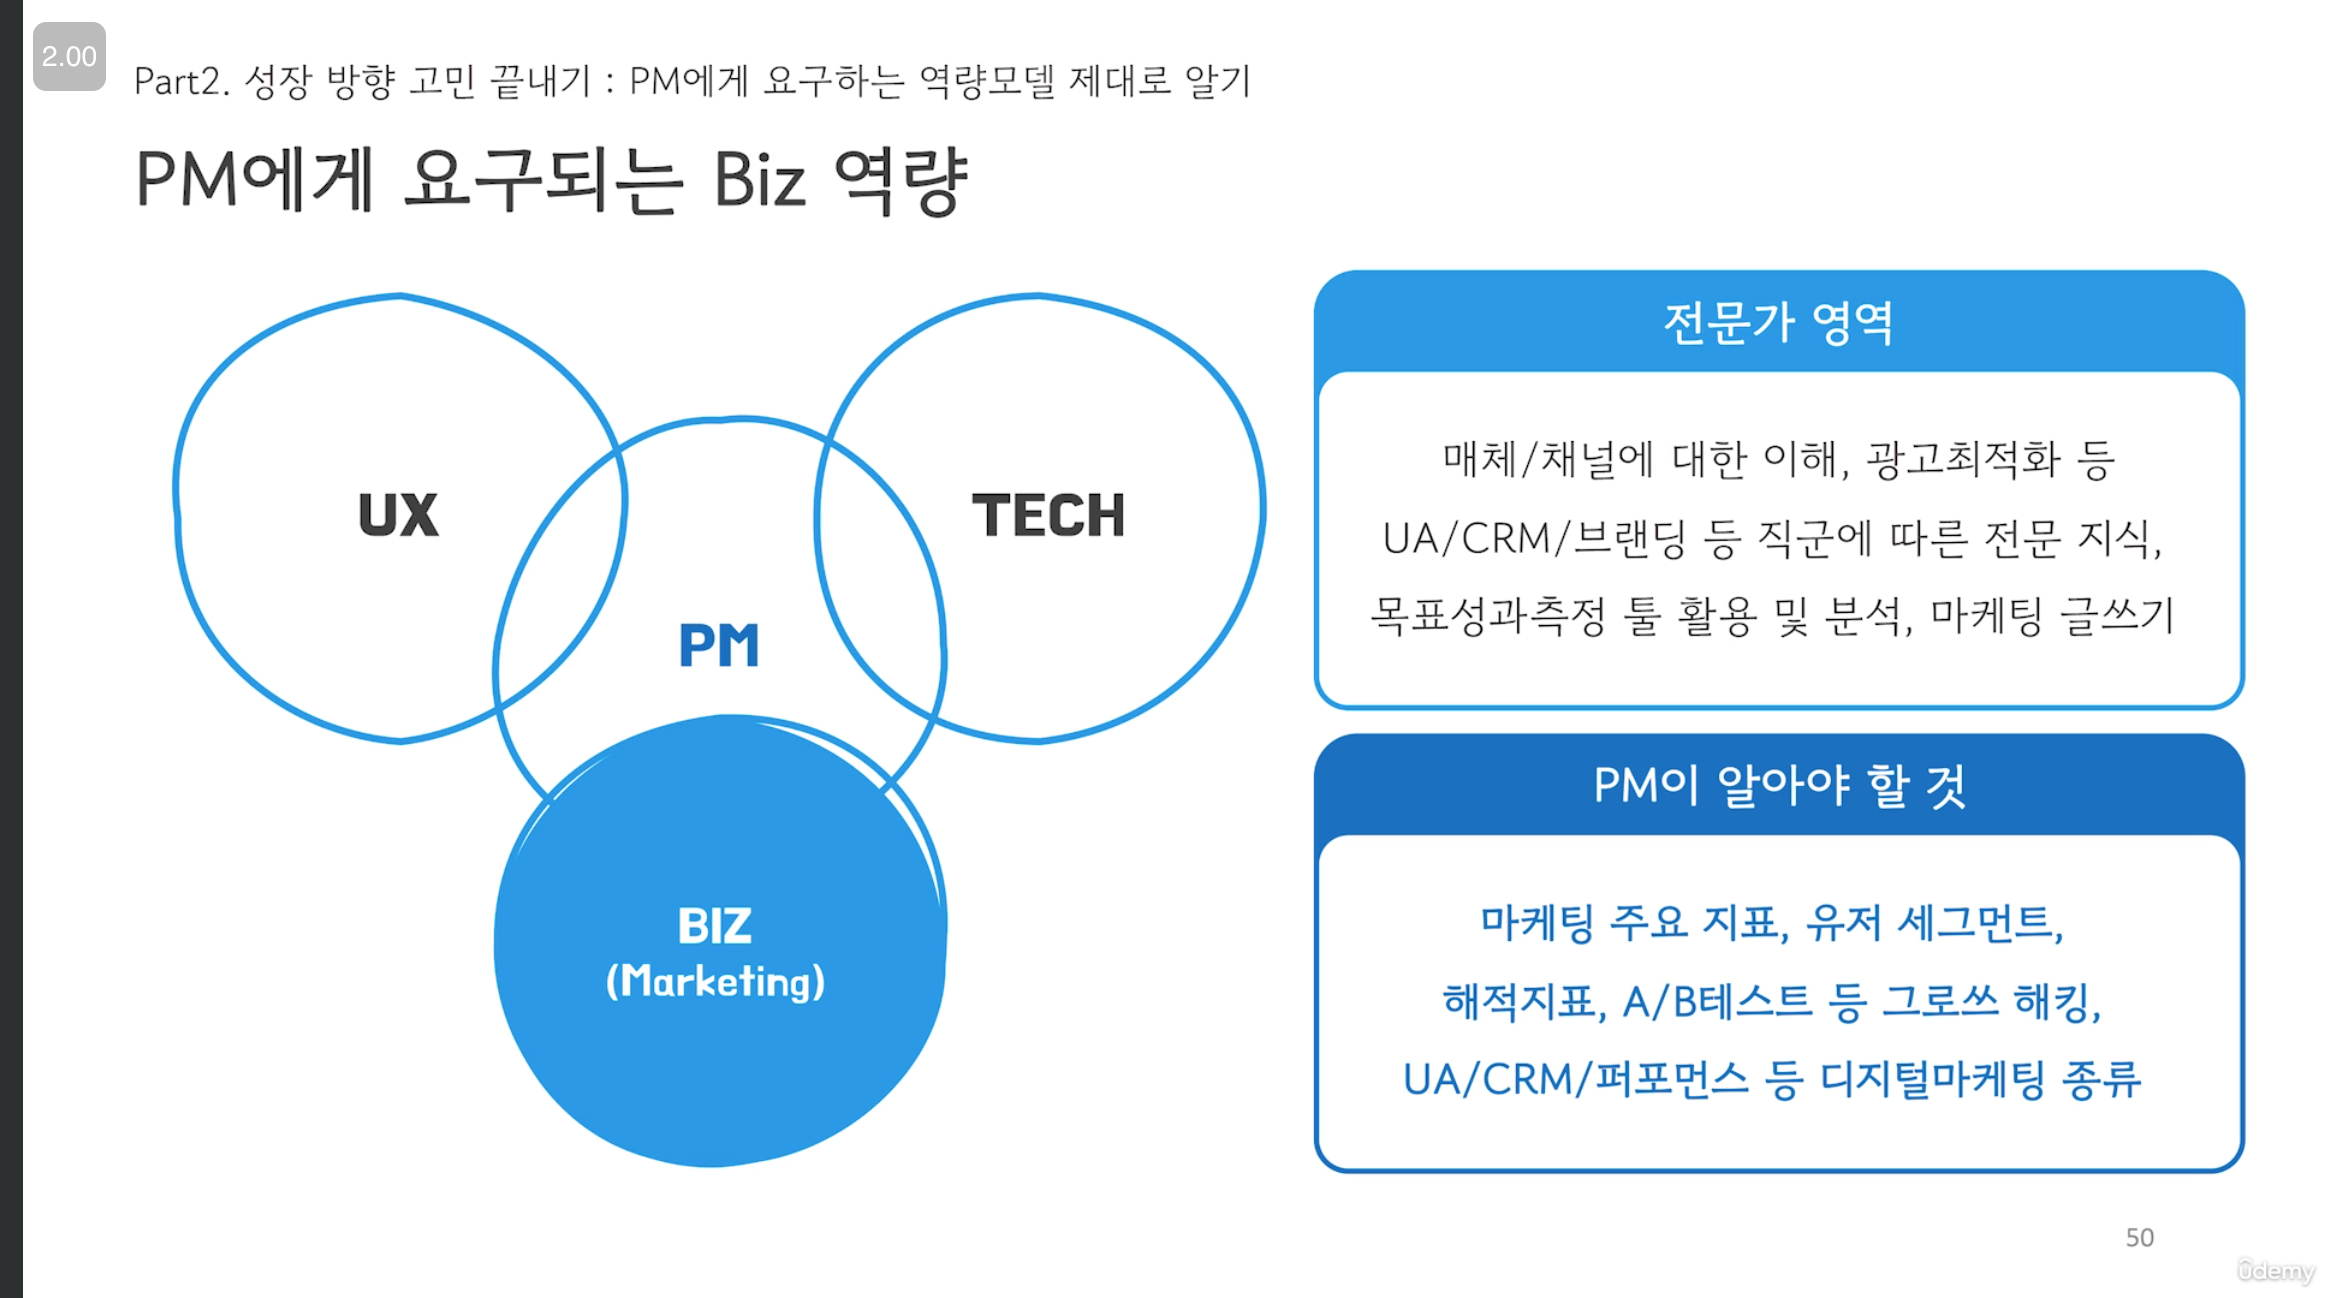 2.00
Part2. 성장 방향 고민 끝내기 : PM에게 요구하는 역량모델 제대로 알기
PM에게 요구되는 Biz 역량
UX
TECH
PM
BIZ
(Marketing)
전문가 영역
매체/채널에 대한 이해, 광고최적화 등
UA/CRM/브랜딩 등 직군에 따른 전문 지식,
목표성과측정 툴 활용 및 분석, 마케팅 글쓰기
PM이 알아야 할 것
마케팅 주요 지표, 유저 세그먼트,
해적지표, A/B테스트 등 그로쓰 해킹,
UA/CRM/퍼포먼스 등 디지털마케팅 종류
50
ûdemy